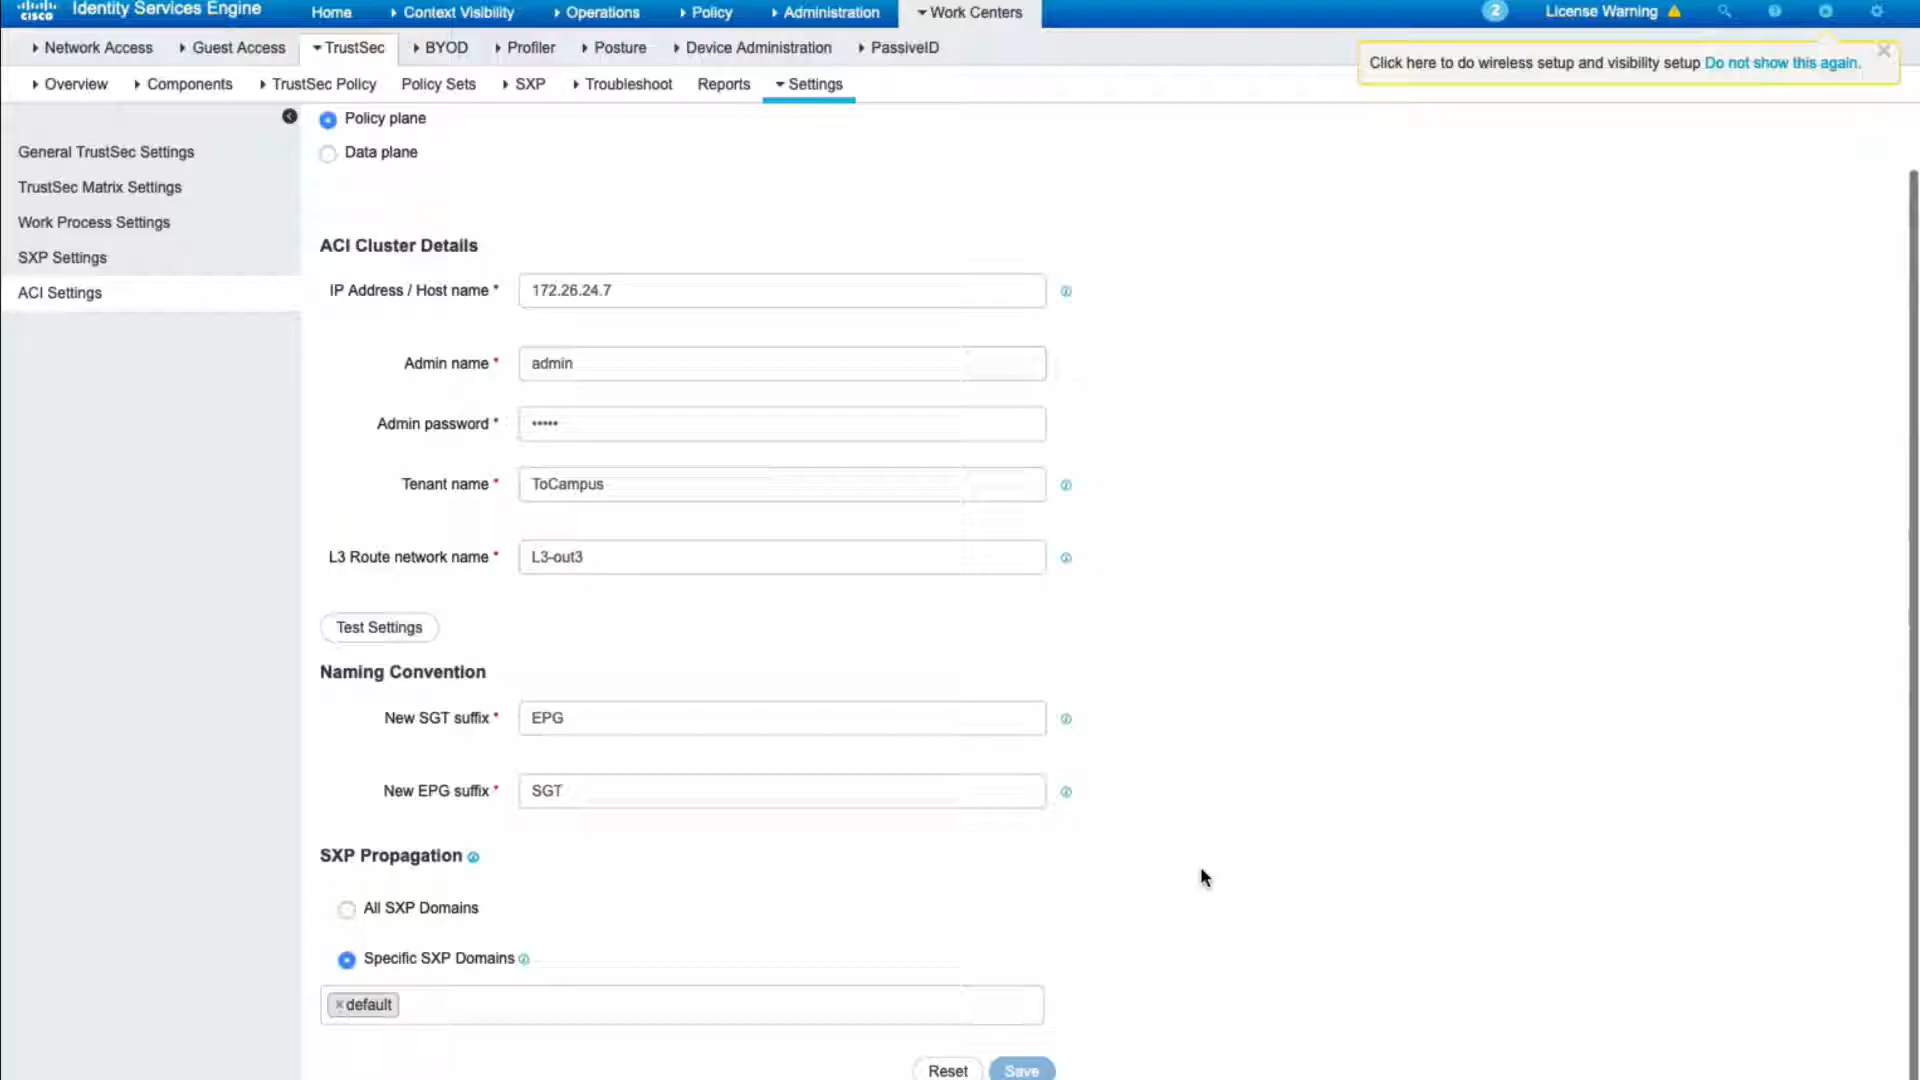 cisco Identity Services Engine Home Context Visibility Operations Policy Administration Work Centers 2 License Warning
Network Access Guest Access TrustSec BYOD Profiler Posture Device Administration PassiveID
Click here to do wireless setup and visibility setup Do not show this again.
Overview Components TrustSec Policy Policy Sets SXP Troubleshoot Reports Settings
General TrustSec Settings
TrustSec Matrix Settings
Work Process Settings
SXP Settings
ACI Settings
Policy plane
Data plane
ACI Cluster Details
IP Address / Host name * 172.26.24.7
Admin name * admin
Admin password * •••••
Tenant name * ToCampus
L3 Route network name * L3-out3
Test Settings
Naming Convention
New SGT suffix * EPG
New EPG suffix * SGT
SXP Propagation
All SXP Domains
Specific SXP Domains
×default
Reset Save